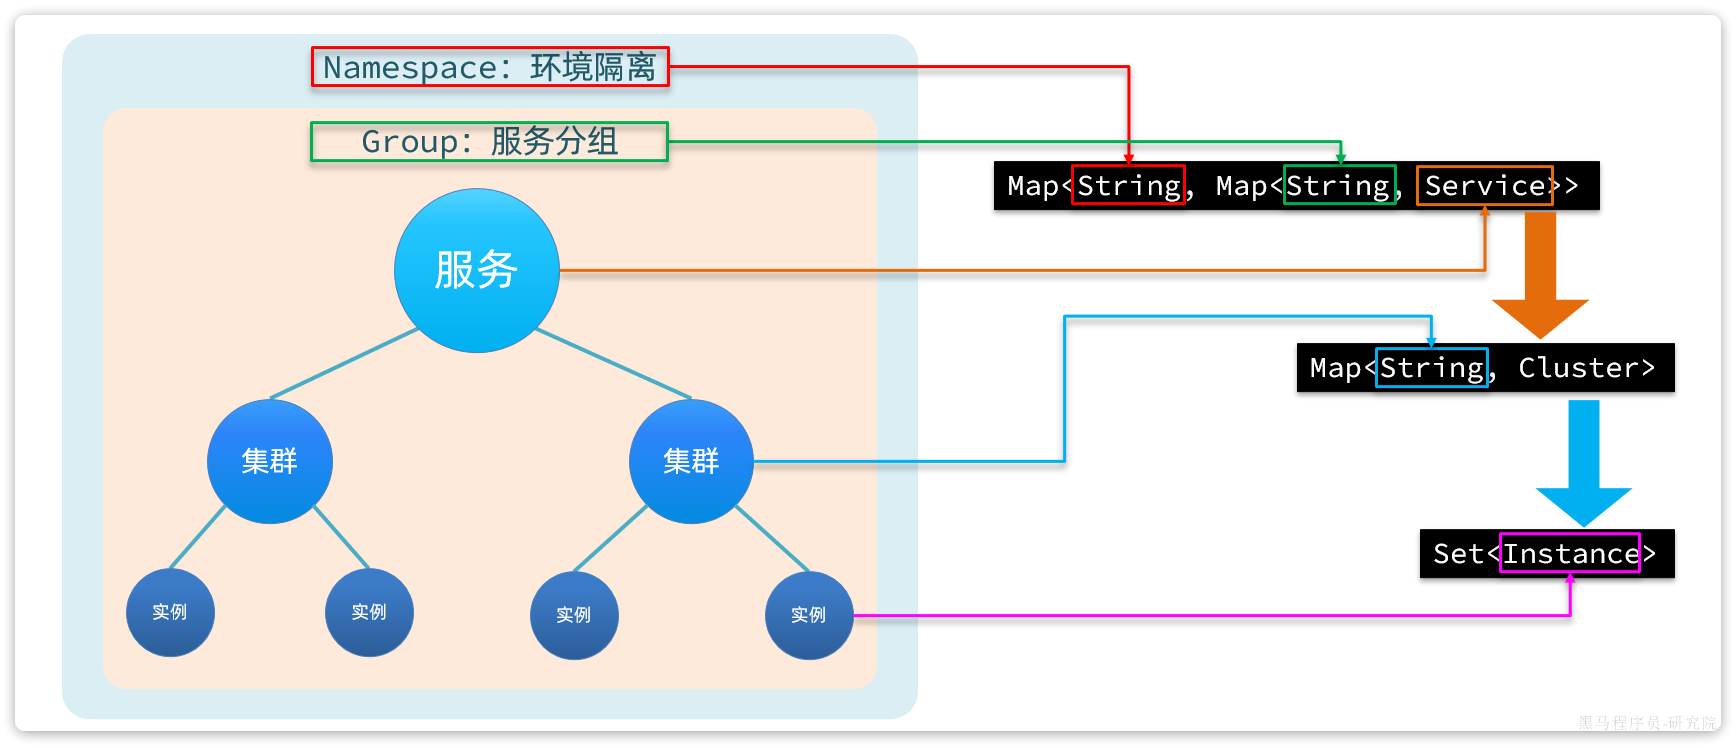 Namespace：环境隔离
Group：服务分组
Map<String, Map<String, Service>>
服务
Map<String, Cluster>
集群
集群
Set<Instance>
实例
实例
实例
实例
黑马程序员-研究院